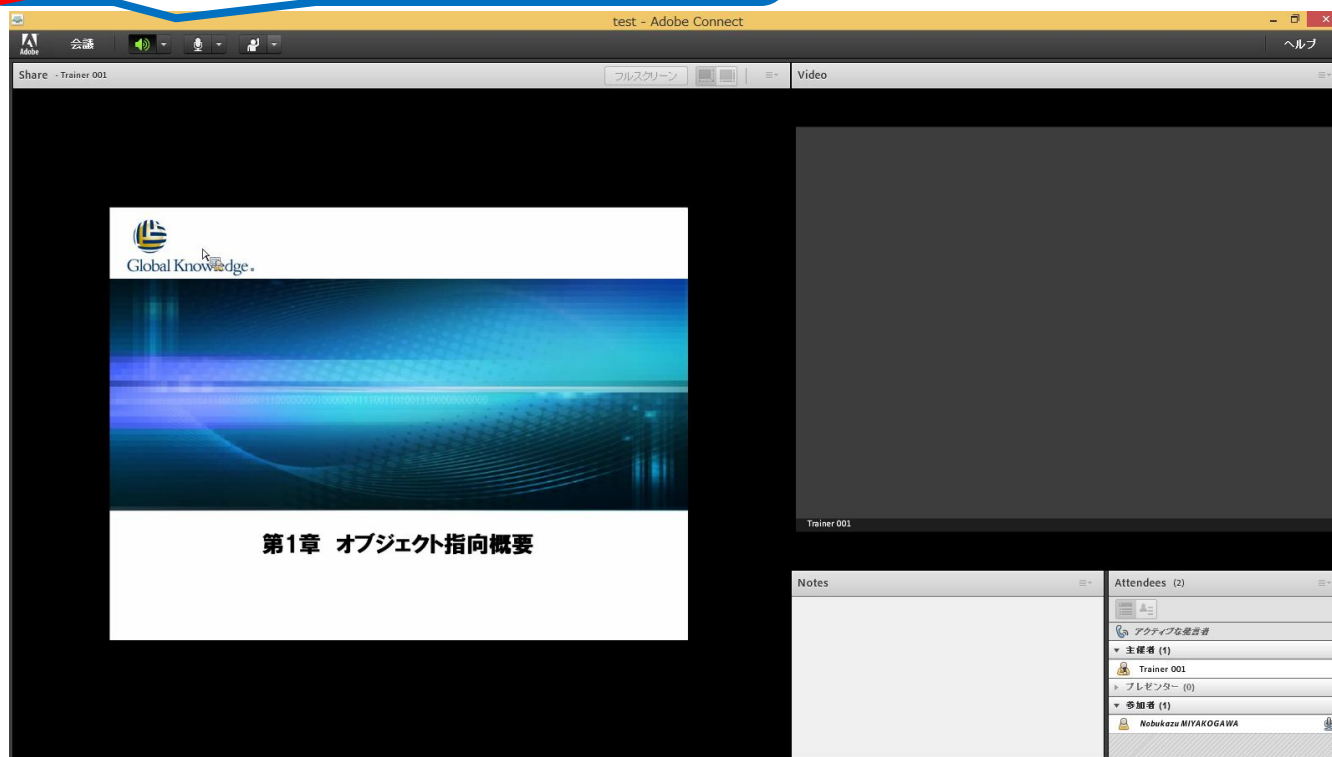 test - Adobe Connect
Adobe
会議
ヘルプ
Share - Trainer 001
フルスクリーン
Video
Global Knowledge®
第1章 オブジェクト指向概要
Trainer 001
Notes
Attendees (2)
アクティブな発言者
主催者 (1)
Trainer 001
プレゼンター (0)
参加者 (1)
Nobukazu MIYAKOGAWA